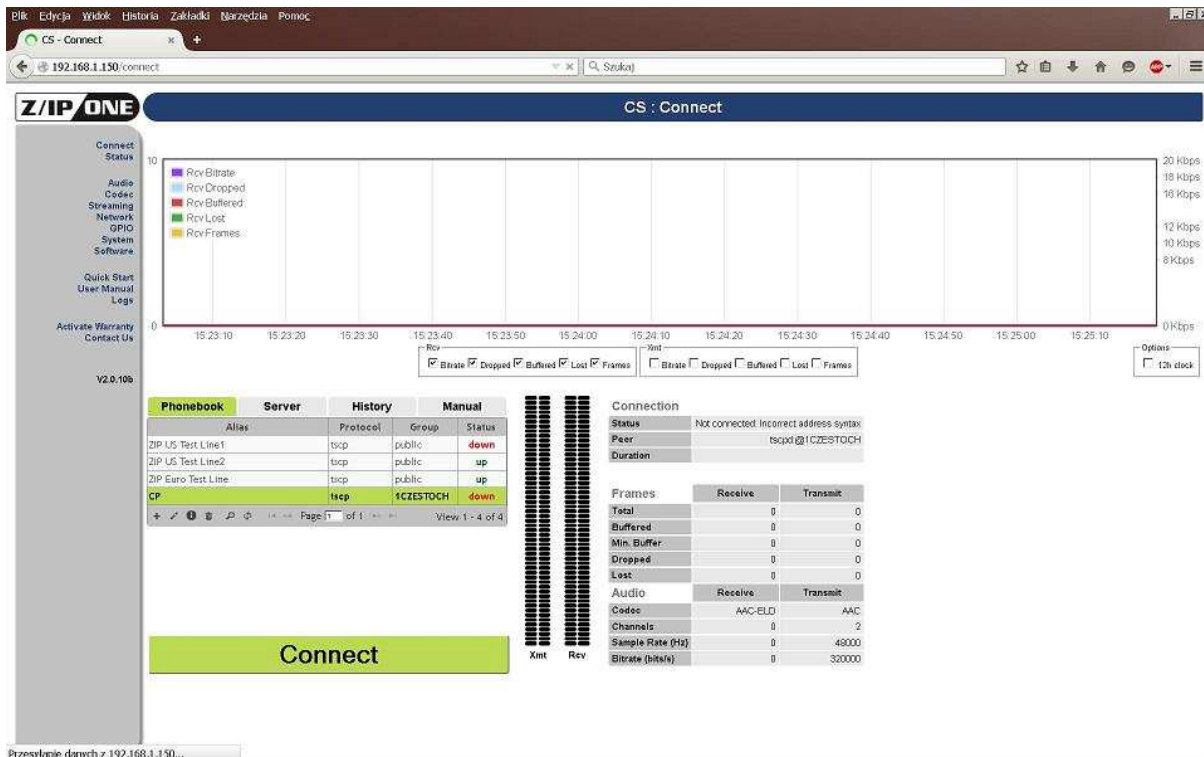 Plik Edycja Widok Historia Zakładki Narzędzia Pomoc
CS - Connect × +
192.168.1.150/connect Szukaj
Z/IP ONE
CS : Connect
Connect
Status
Audio
Codec
Streaming
Network
GPIO
System
Software
Quick Start
User Manual
Logs
Activate Warranty
Contact Us
V2.0.10b
10
Rcv Bitrate
Rcv Dropped
Rcv Buffered
Rcv Lost
Rcv Frames
0
20 Kbps
18 Kbps
16 Kbps
12 Kbps
10 Kbps
8 Kbps
0 Kbps
15:23:10 15:23:20 15:23:30 15:23:40 15:23:50 15:24:00 15:24:10 15:24:20 15:24:30 15:24:40 15:24:50 15:25:00 15:25:10
Rcv
Bitrate Dropped Buffered Lost Frames
Xmt
Bitrate Dropped Buffered Lost Frames
Options
12h clock
Phonebook Server History Manual
Alias Protocol Group Status
ZIP US Test Line1 tscp public down
ZIP US Test Line2 tscp public up
ZIP Euro Test Line tscp public up
CP tscp 1CZESTOCH down
Page 1 of 1 View 1 - 4 of 4
Connect
Xmt Rcv
Connection
Status Not connected: Incorrect address syntax
Peer tscpd@1CZESTOCH
Duration
Frames Receive Transmit
Total 0 0
Buffered 0 0
Min. Buffer 0 0
Dropped 0 0
Lost 0 0
Audio Receive Transmit
Codec AAC-ELD AAC
Channels 0 2
Sample Rate (Hz) 0 48000
Bitrate (bits/s) 0 320000
Przesyłanie danych z 192.168.1.150...